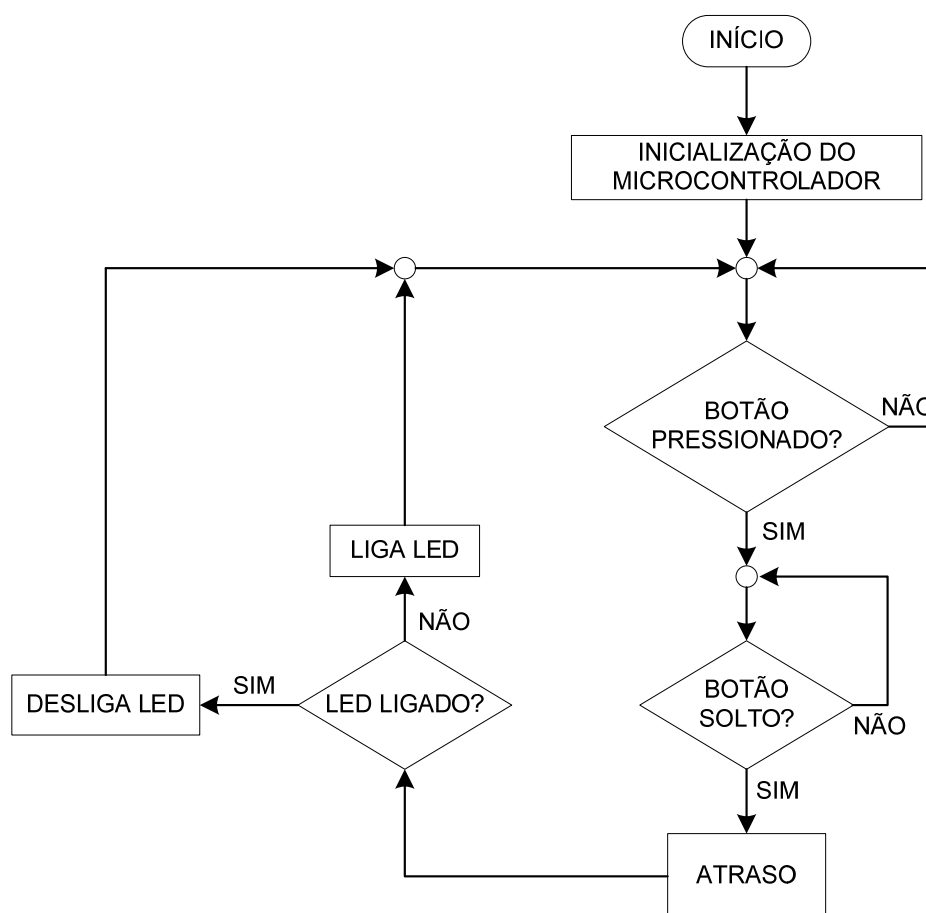 INÍCIO
INICIALIZAÇÃO DO
MICROCONTROLADOR
BOTÃO
PRESSIONADO?
NÃO
SIM
LIGA LED
NÃO
BOTÃO
SOLTO?
NÃO
LED LIGADO?
SIM
DESLIGA LED
SIM
ATRASO